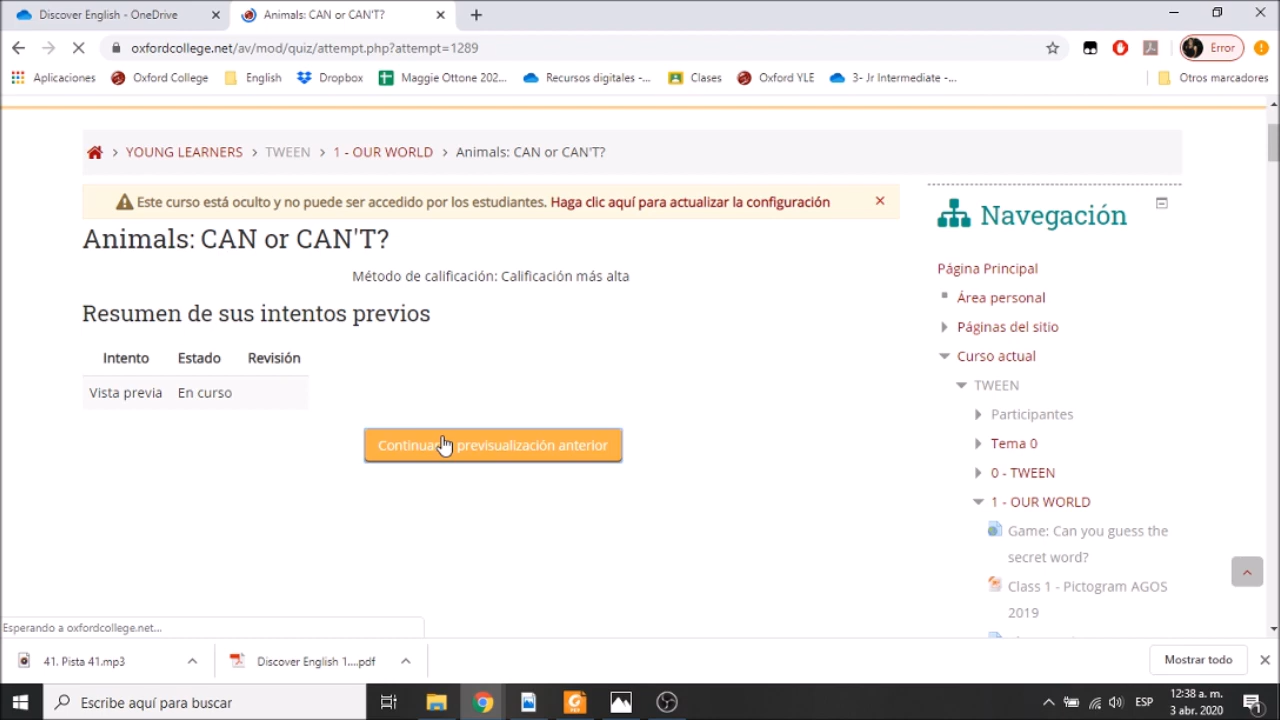 Discover English - OneDrive
Animals: CAN or CAN'T?
oxfordcollege.net/av/mod/quiz/attempt.php?attempt=1289
Error
Aplicaciones
Oxford College
English
Dropbox
Maggie Ottone 202...
Recursos digitales -...
Clases
Oxford YLE
3- Jr Intermediate -...
Otros marcadores
YOUNG LEARNERS > TWEEN > 1 - OUR WORLD > Animals: CAN or CAN'T?
Este curso está oculto y no puede ser accedido por los estudiantes. Haga clic aquí para actualizar la configuración
Animals: CAN or CAN'T?
Método de calificación: Calificación más alta
Resumen de sus intentos previos
Intento Estado Revisión
Vista previa En curso
previsualización anterior
Navegación
Página Principal
Área personal
Páginas del sitio
Curso actual
TWEEN
Participantes
Tema 0
0 - TWEEN
1 - OUR WORLD
Game: Can you guess the
secret word?
Class 1 - Pictogram AGOS
2019
Esperando a oxfordcollege.net...
41. Pista 41.mp3
Discover English 1....pdf
Mostrar todo
Escribe aquí para buscar
ESP
12:38 a. m.
3 abr. 2020
1